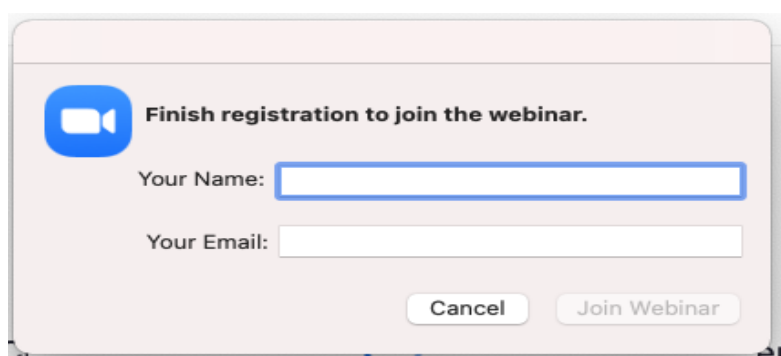 Finish registration to join the webinar.
Your Name:
Your Email:
Cancel Join Webinar